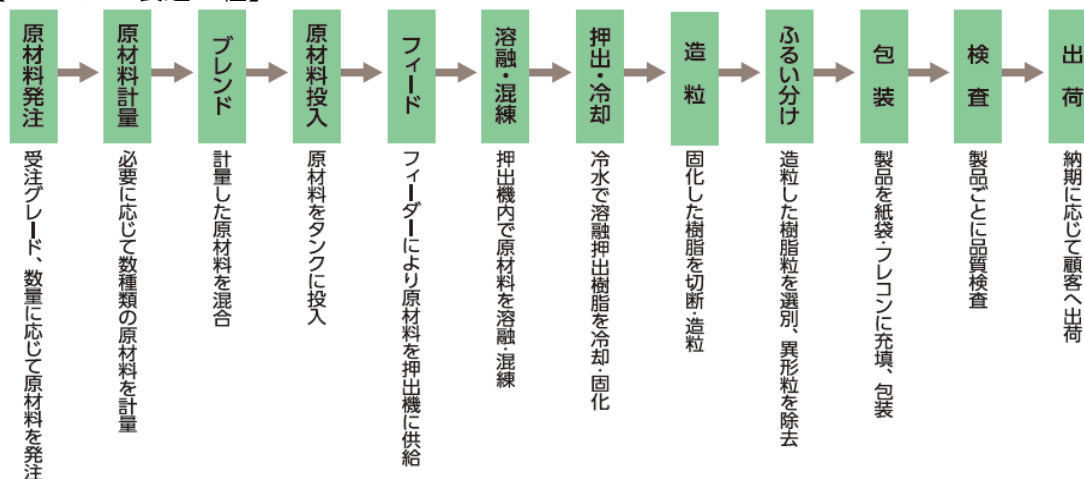 原材料発注
原材料計量
ブレンド
原材料投入
フィード
溶融・混練
押出・冷却
造粒
ふるい分け
包装
検査
出荷
受注グレード、数量に応じて原材料を発注
必要に応じて数種類の原材料を計量
計量した原材料を混合
原材料をタンクに投入
フィーダーにより原材料を押出機に供給
押出機内で原材料を溶融・混練
冷水で溶融押出樹脂を冷却・固化
固化した樹脂を切断・造粒
造粒した樹脂粒を選別、異形粒を除去
製品を紙袋・フレコンに充填、包装
製品ごとに品質検査
納期に応じて顧客へ出荷